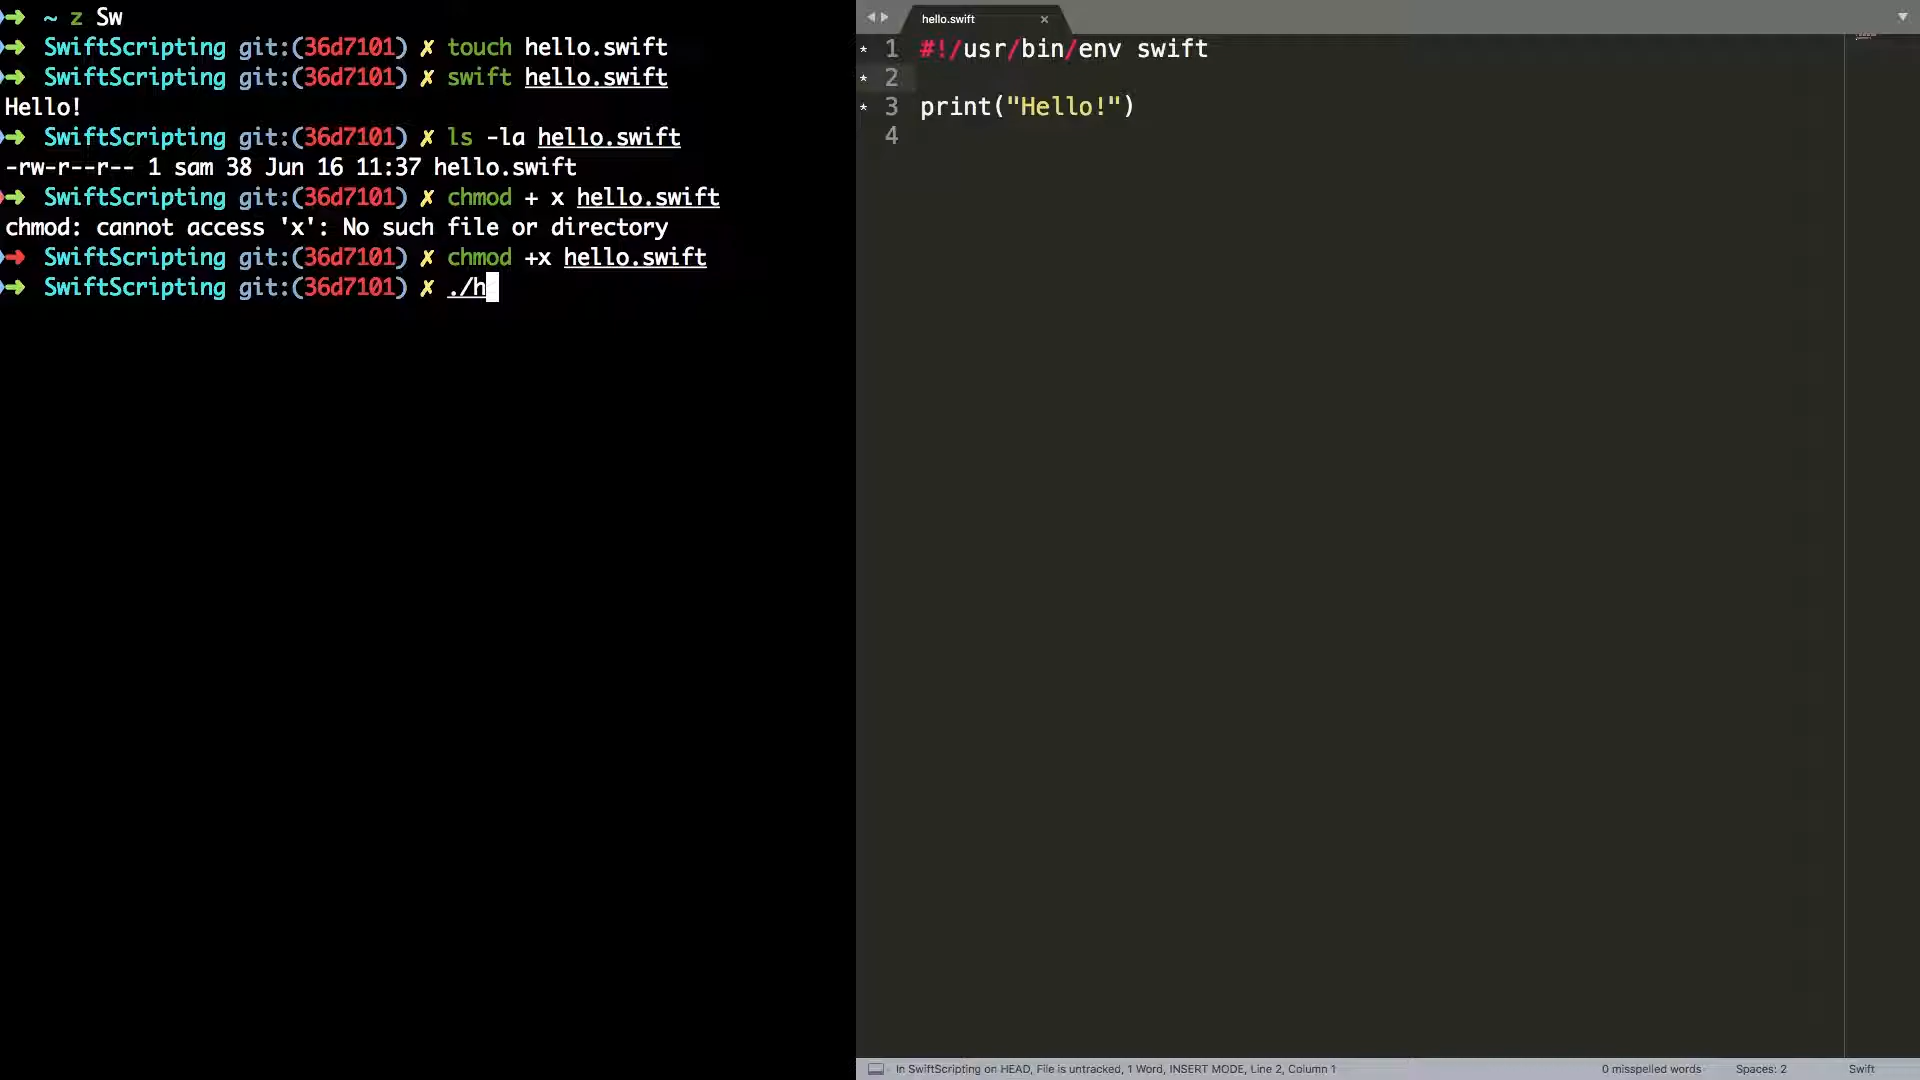 ➜ ~ z Sw
➜ SwiftScripting git:(36d7101) ✗ touch hello.swift
➜ SwiftScripting git:(36d7101) ✗ swift hello.swift
Hello!
➜ SwiftScripting git:(36d7101) ✗ ls -la hello.swift
-rw-r--r-- 1 sam 38 Jun 16 11:37 hello.swift
➜ SwiftScripting git:(36d7101) ✗ chmod + x hello.swift
chmod: cannot access 'x': No such file or directory
➜ SwiftScripting git:(36d7101) ✗ chmod +x hello.swift
➜ SwiftScripting git:(36d7101) ✗ ./h
hello.swift ×
* 1 #!/usr/bin/env swift
* 2
* 3 print("Hello!")
4
In SwiftScripting on HEAD, File is untracked, 1 Word, INSERT MODE, Line 2, Column 1
0 misspelled words
Spaces: 2
Swift